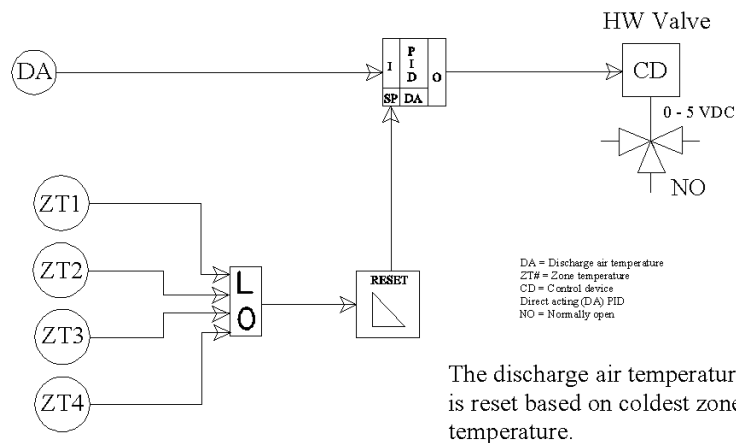 HW Valve
DA
I
PID
O
SP
DA
CD
0 - 5 VDC
NO
ZT1
ZT2
ZT3
ZT4
LO
RESET
DA = Discharge air temperature
ZT# = Zone temperature
CD = Control device
Direct acting (DA) PID
NO = Normally open
The discharge air temperatur
is reset based on coldest zone
temperature.